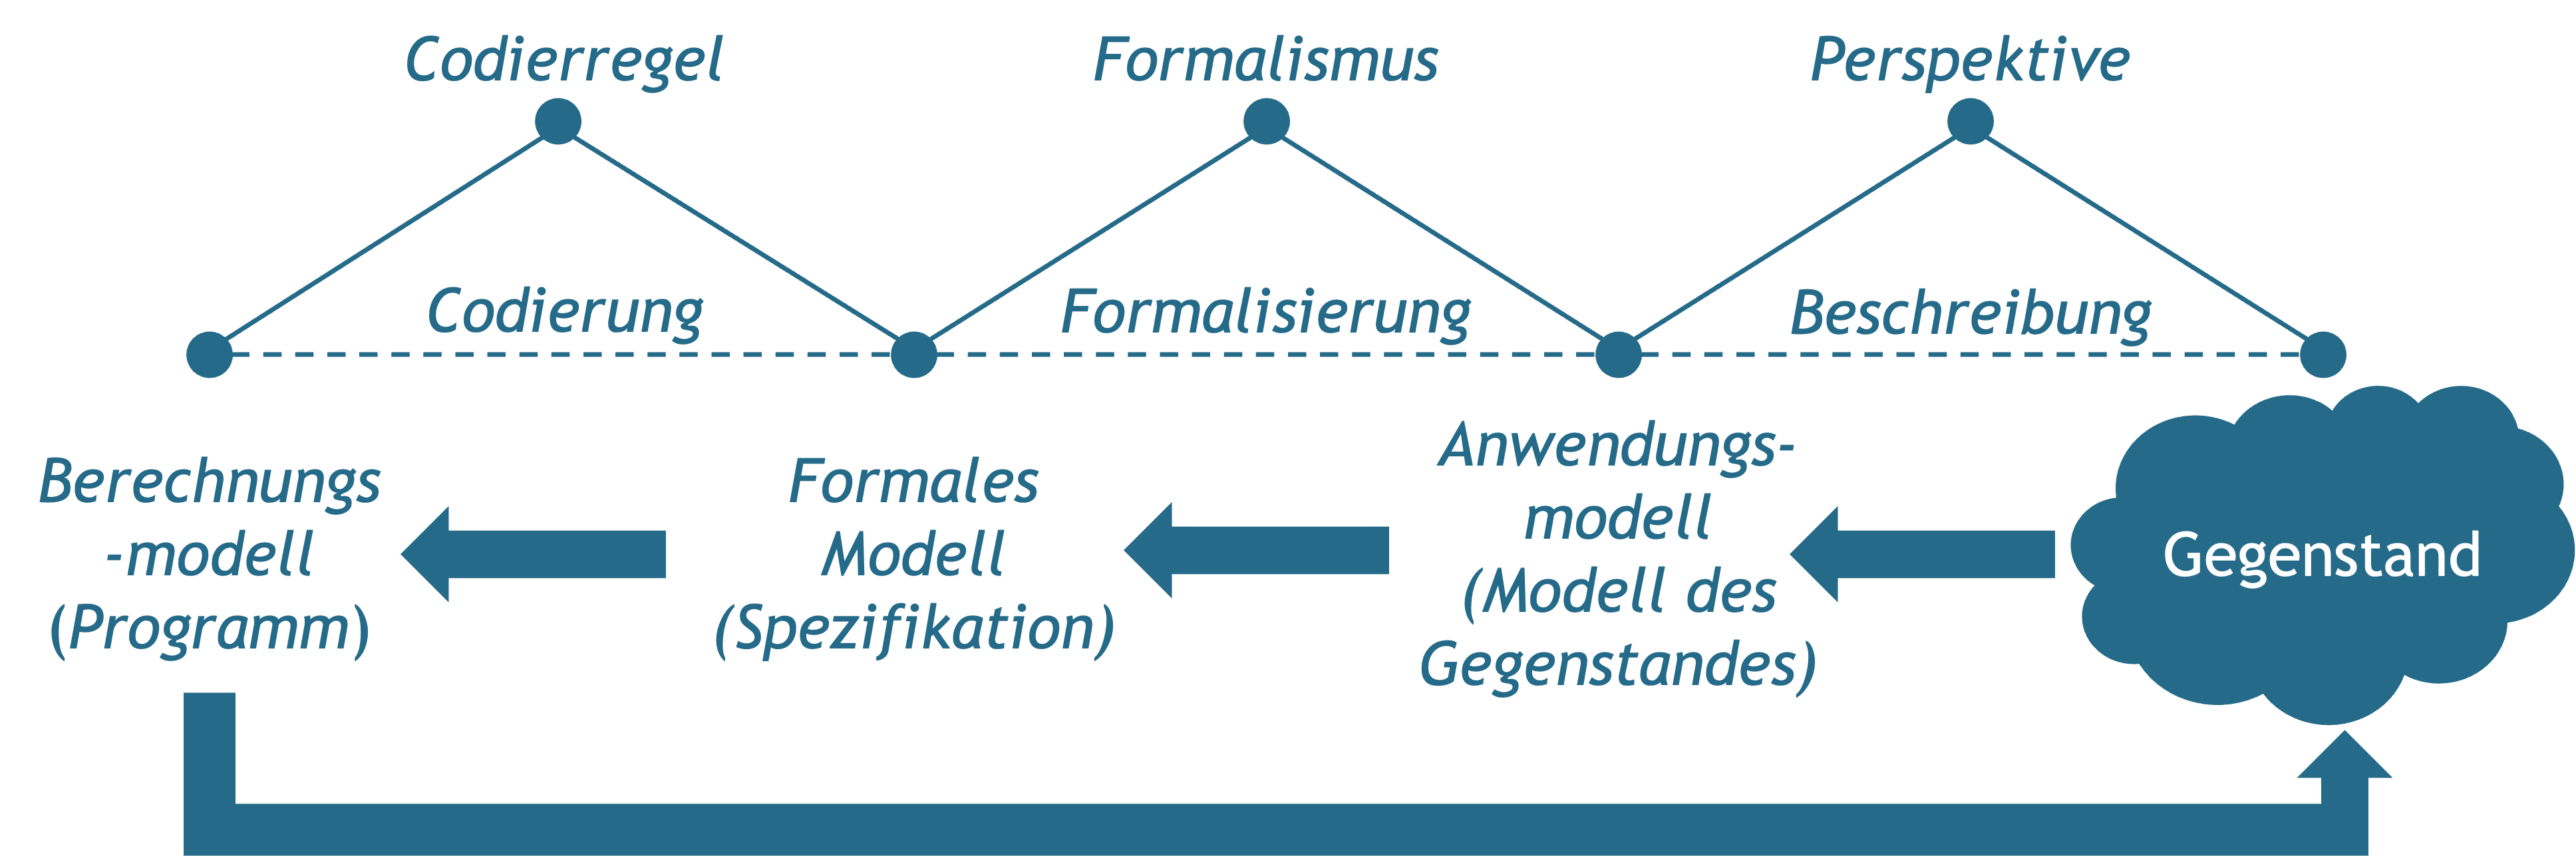 Codierregel
Formalismus
Perspektive
Codierung
Formalisierung
Beschreibung
Berechnungs
-modell
(Programm)
Formales
Modell
(Spezifikation)
Anwendungs-
modell
(Modell des
Gegenstandes)
Gegenstand